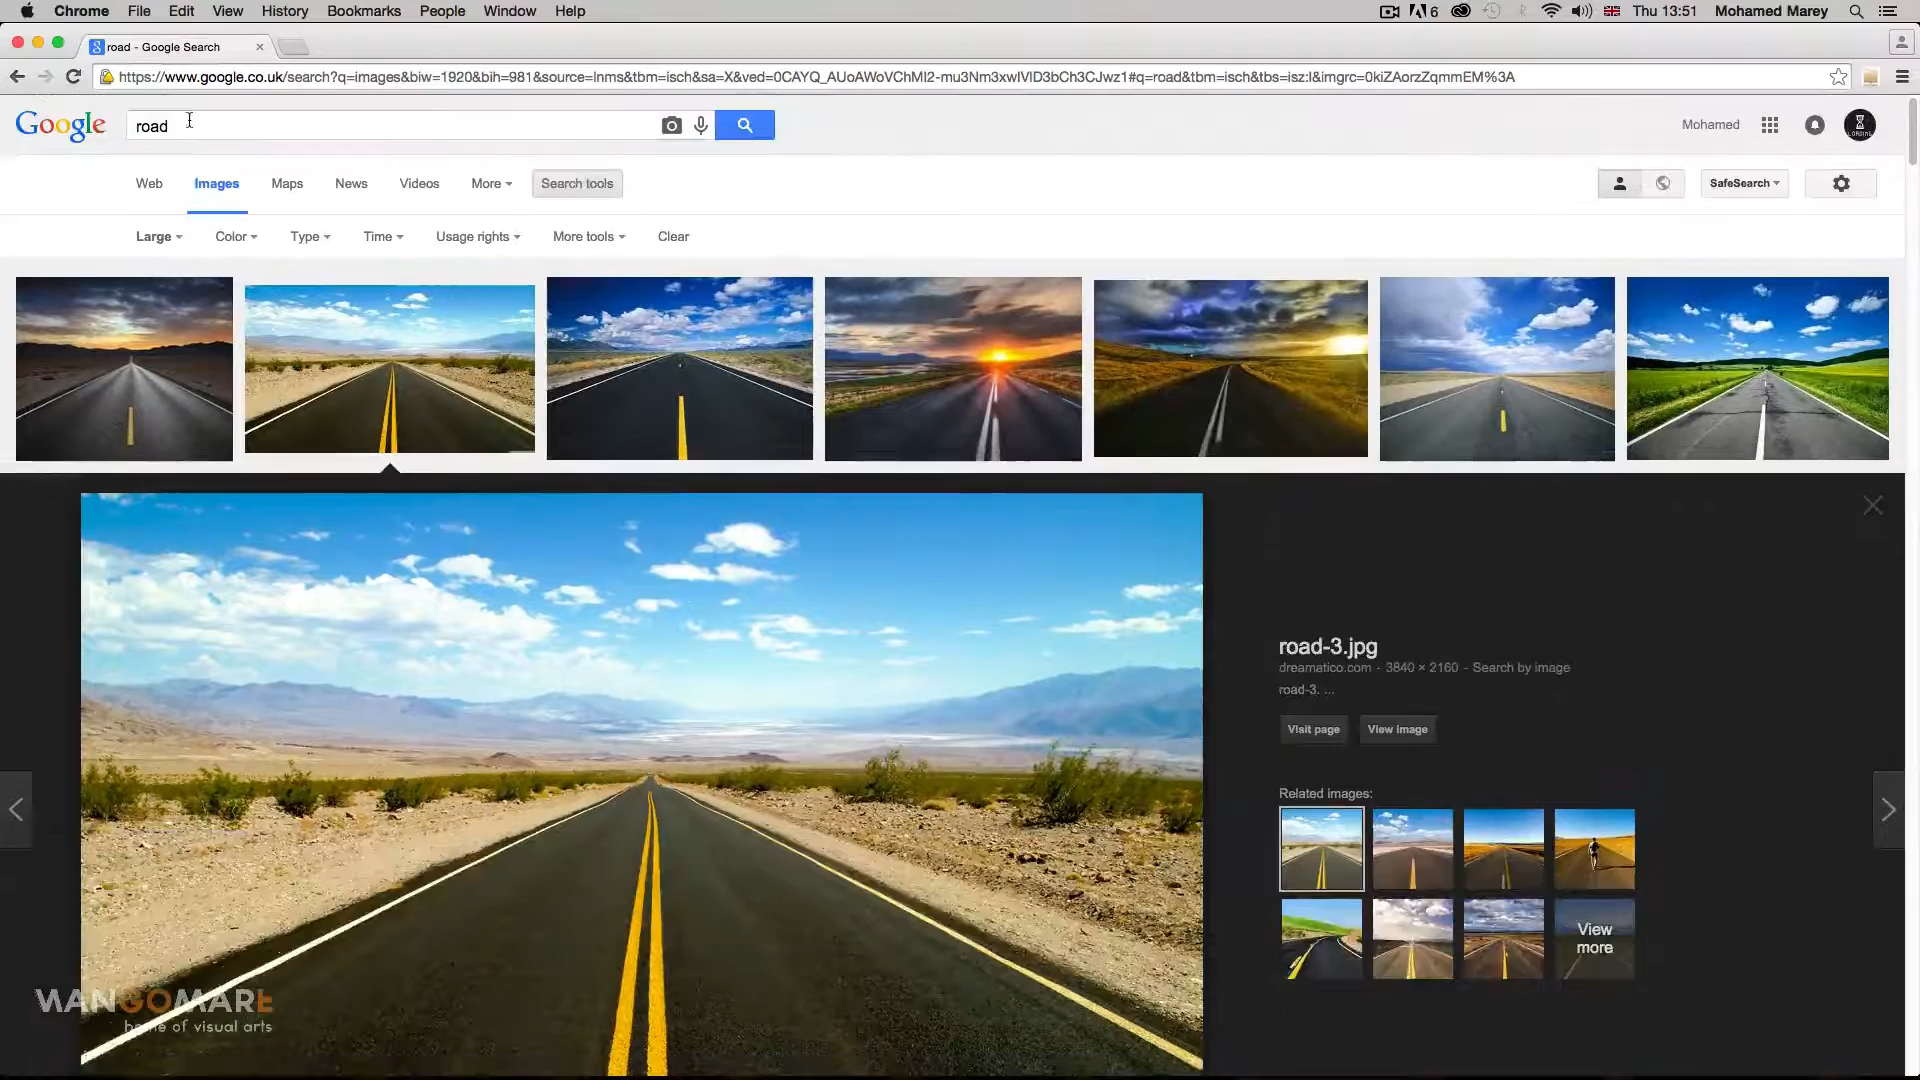 Chrome File Edit View History Bookmarks People Window Help 6 Thu 13:51 Mohamed Marey
road - Google Search
https://www.google.co.uk/search?q=images&biw=1920&bih=981&source=lnms&tbm=isch&sa=X&ved=0CAYQ_AUoAWoVChMI2-mu3Nm3xwIVlD3bCh3CJwz1#q=road&tbm=isch&tbs=isz:l&imgrc=0kiZAorzZqmmEM%3A
Google road Mohamed
LOADING
Web Images Maps News Videos More Search tools SafeSearch
Large Color Type Time Usage rights More tools Clear
road-3.jpg
dreamatico.com - 3840 × 2160 - Search by image
road-3. ...
Visit page View image
Related images:
View
more
MANGOMARE
home of visual arts